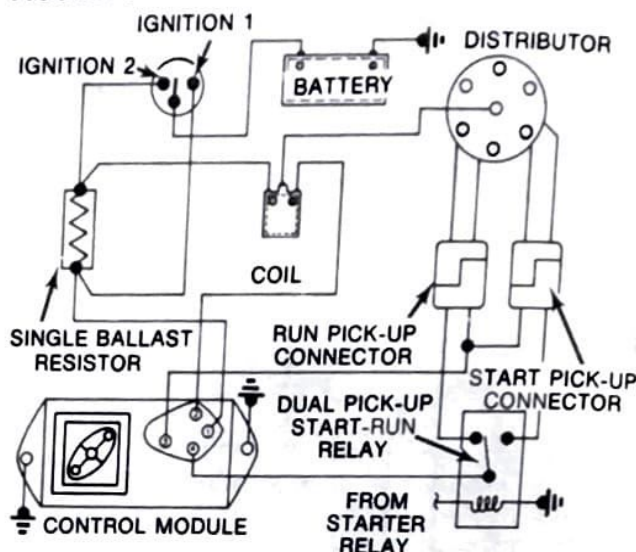 IGNITION 1
IGNITION 2
BATTERY
DISTRIBUTOR
COIL
SINGLE BALLAST
RESISTOR
RUN PICK-UP
CONNECTOR
START PICK-UP
CONNECTOR
DUAL PICK-UP
START-RUN
RELAY
FROM
STARTER
RELAY
CONTROL MODULE